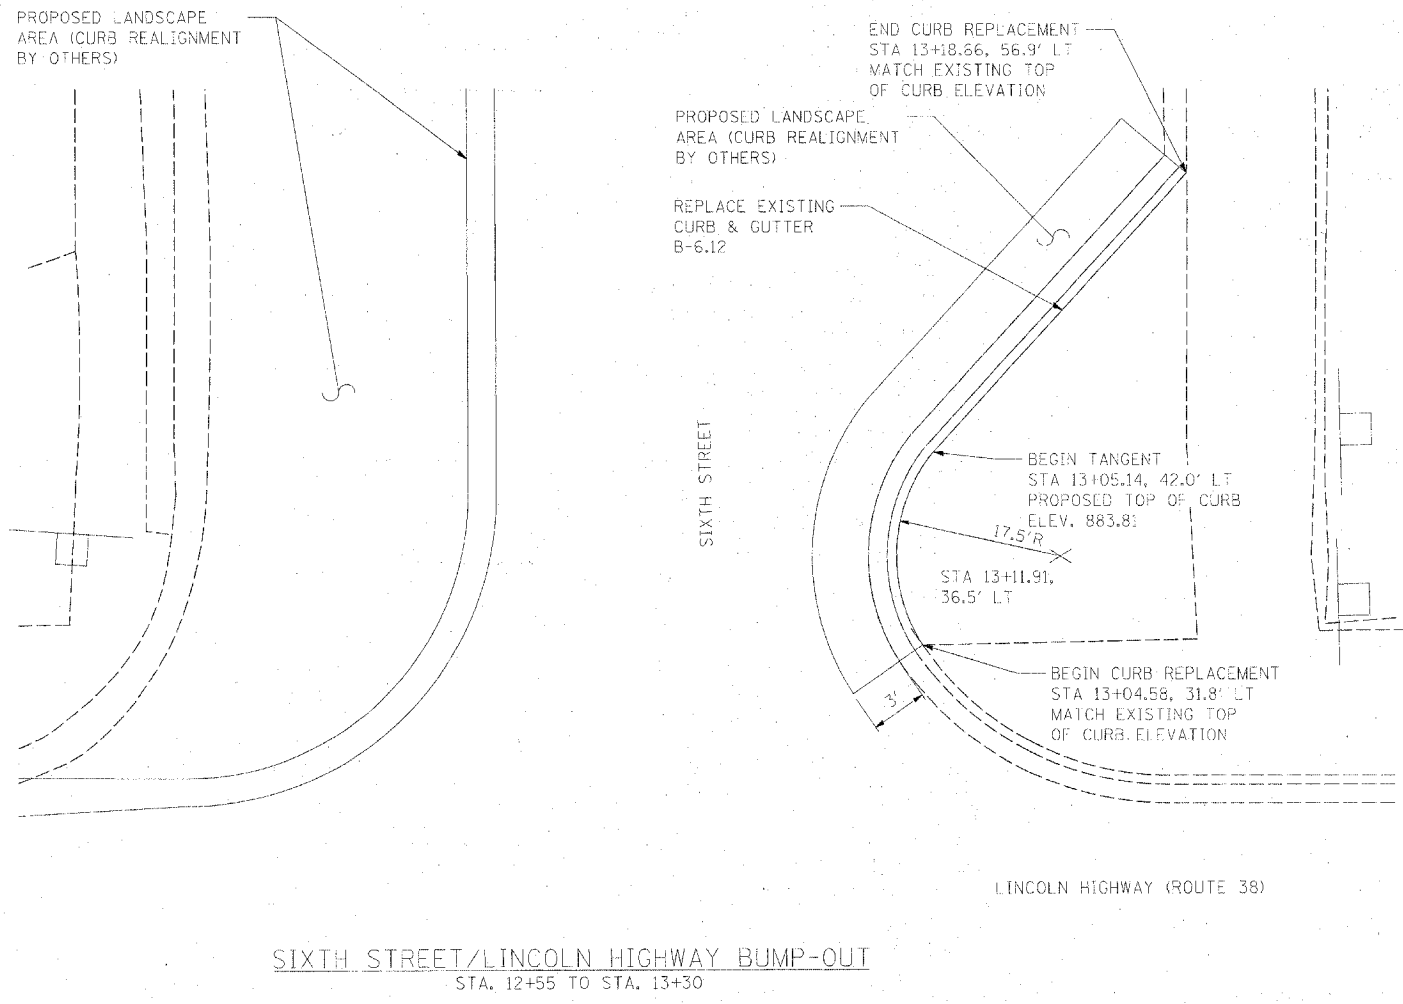 PROPOSED LANDSCAPE
AREA (CURB REALIGNMENT
BY OTHERS)
END CURB REPLACEMENT
STA 13+18.66, 56.9' LT
MATCH EXISTING TOP
OF CURB ELEVATION
PROPOSED LANDSCAPE
AREA (CURB REALIGNMENT
BY OTHERS)
REPLACE EXISTING
CURB & GUTTER
B-6.12
SIXTH STREET
BEGIN TANGENT
STA 13+05.14, 42.0' LT
PROPOSED TOP OF CURB
ELEV. 883.81
17.5'R
STA 13+11.91,
36.5' LT
BEGIN CURB REPLACEMENT
STA 13+04.58, 31.8' LT
MATCH EXISTING TOP
OF CURB ELEVATION
3'
LINCOLN HIGHWAY (ROUTE 38)
SIXTH STREET/LINCOLN HIGHWAY BUMP-OUT
STA. 12+55 TO STA. 13+30